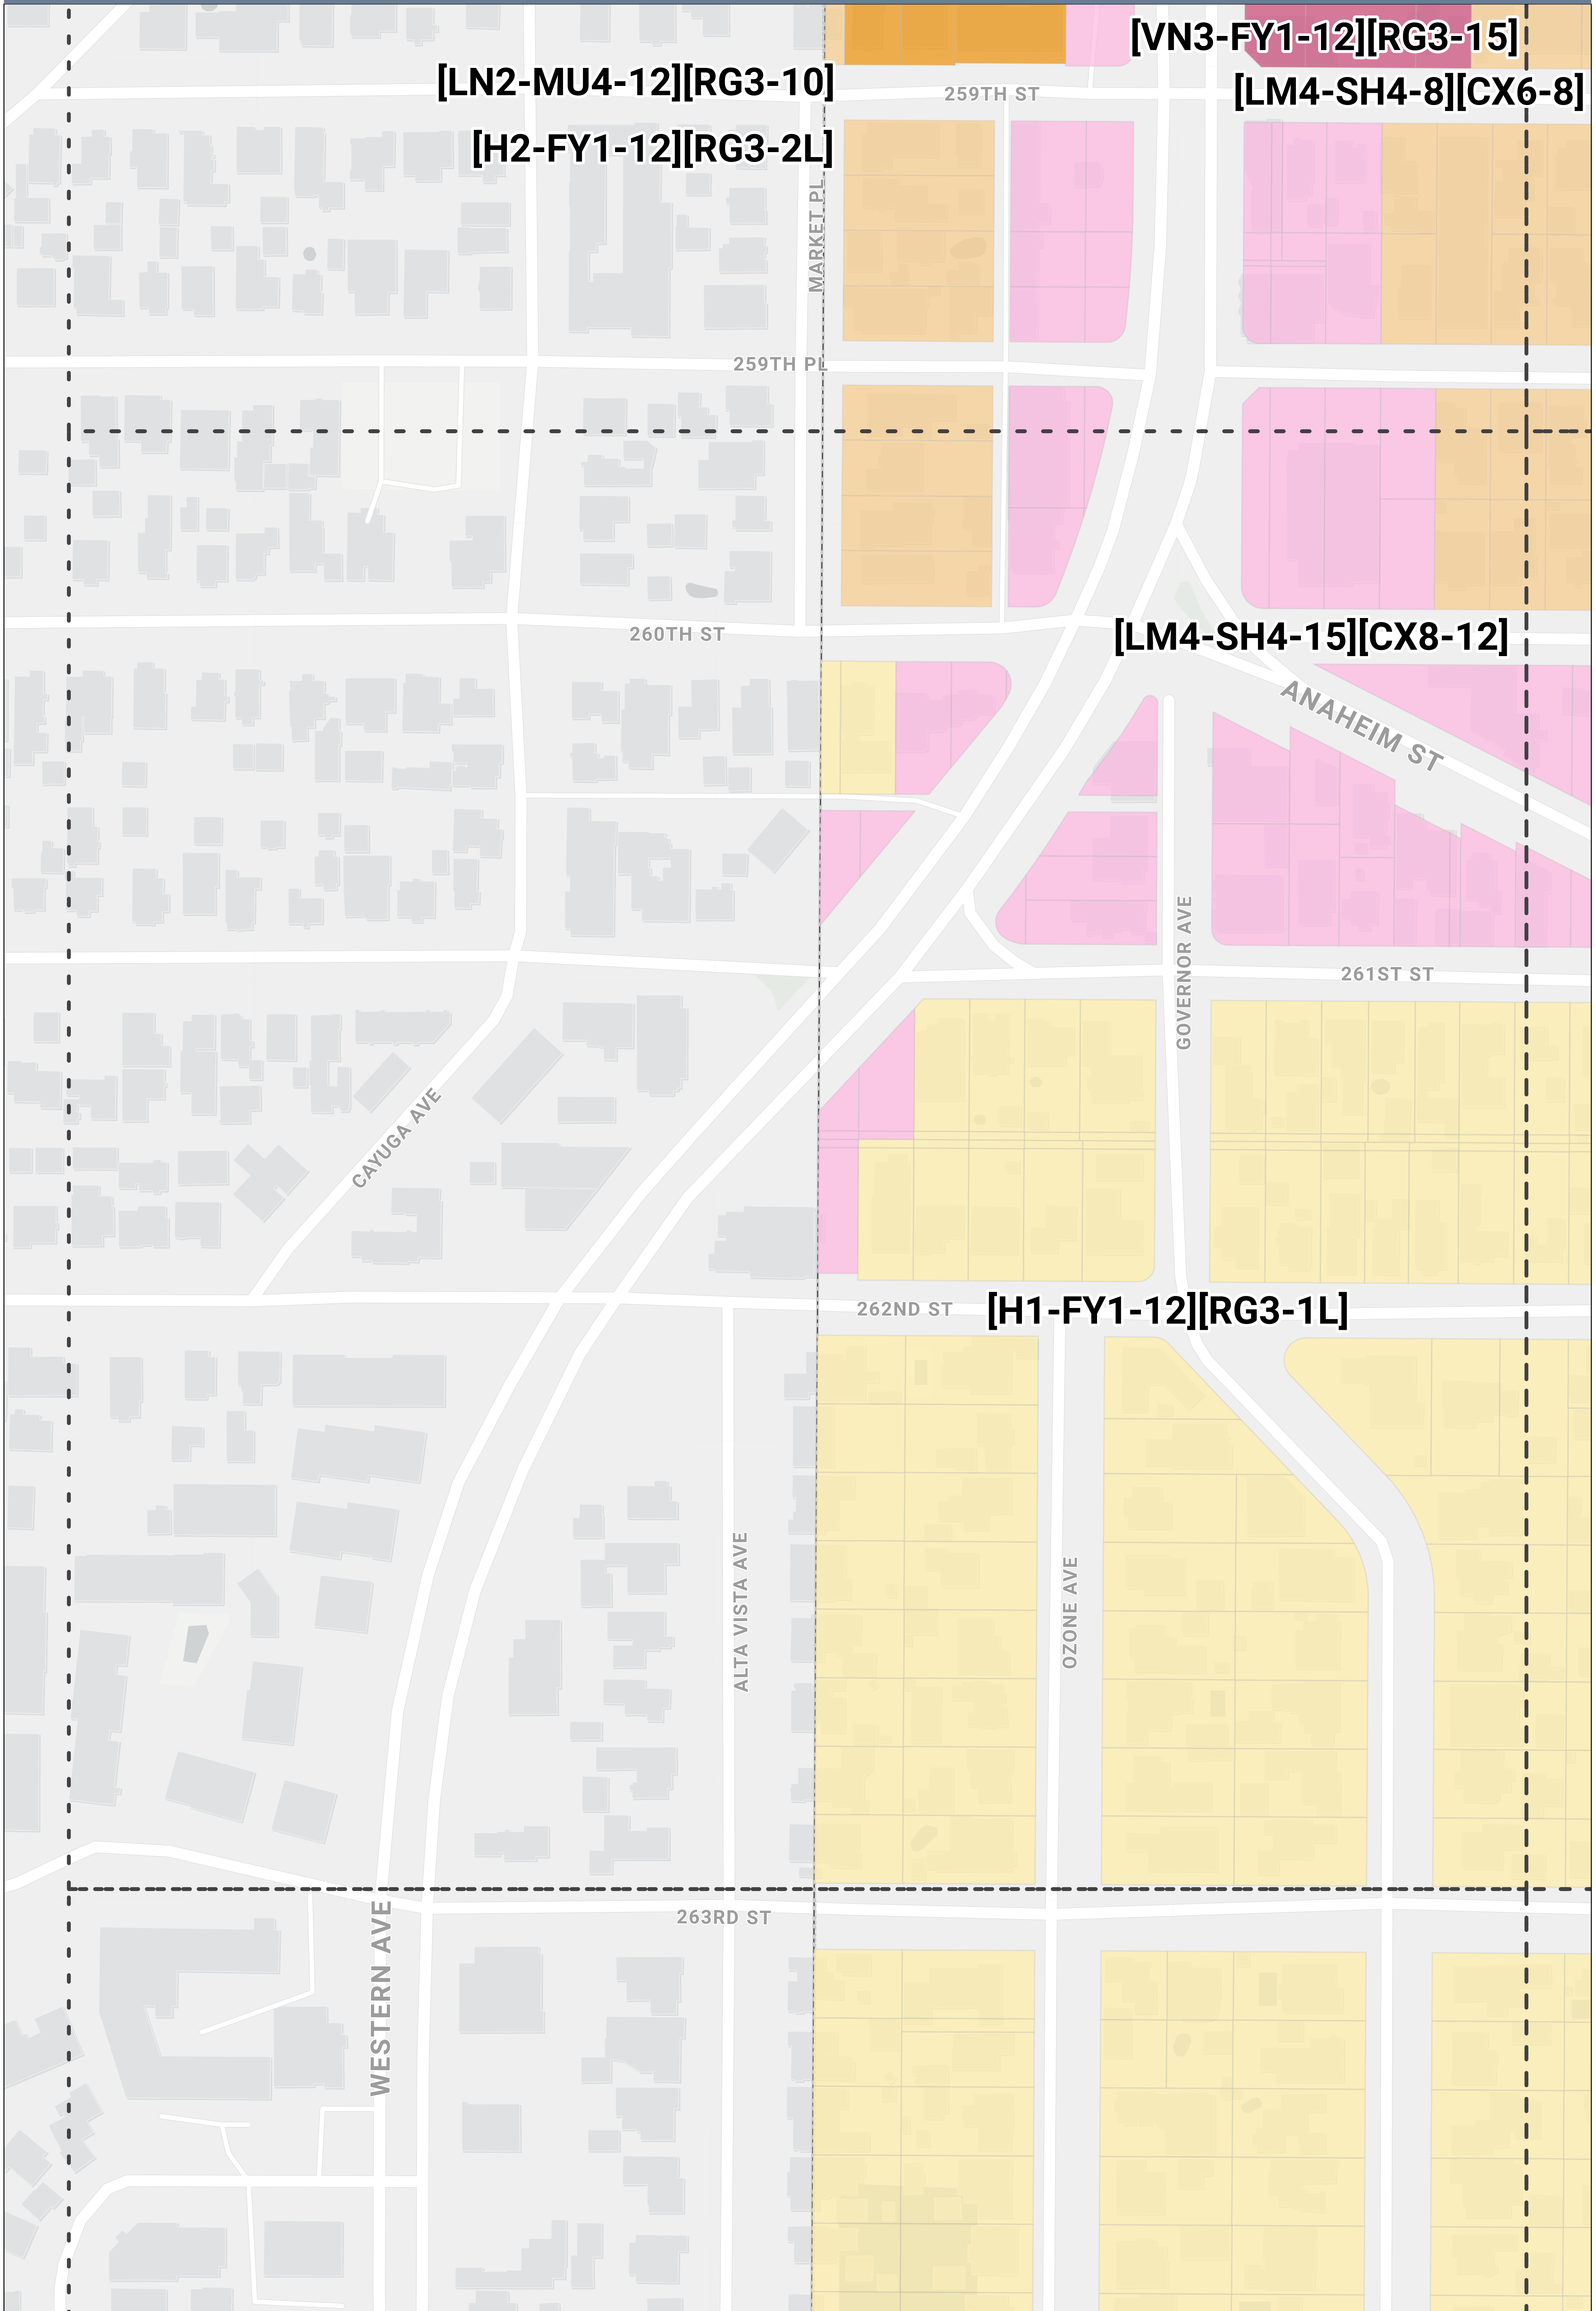 [VN3-FY1-12][RG3-15]
[LN2-MU4-12][RG3-10]
259TH ST
[LM4-SH4-8][CX6-8]
[H2-FY1-12][RG3-2L]
MARKET PL
259TH PL
260TH ST
[LM4-SH4-15][CX8-12]
ANAHEIM ST
GOVERNOR AVE
261ST ST
CAYUGA AVE
262ND ST
[H1-FY1-12][RG3-1L]
ALTA VISTA AVE
OZONE AVE
263RD ST
WESTERN AVE